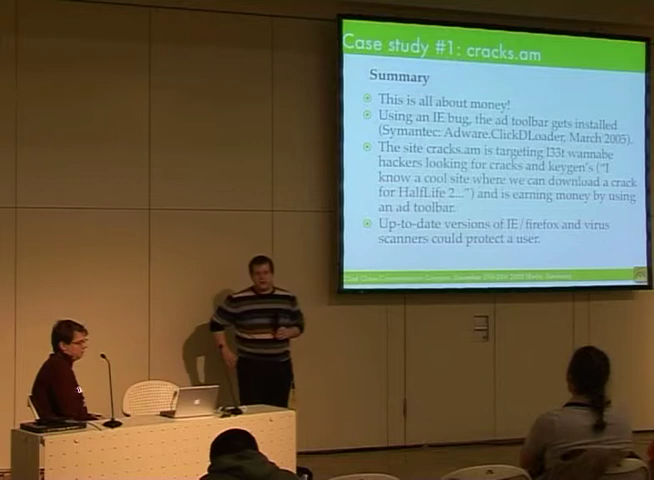 Case study #1: cracks.am
Summary
This is all about money!
Using an IE bug, the ad toolbar gets installed
(Symantec: Adware.ClickDLoader, March 2005).
The site cracks.am is targeting l33t wannabe
hackers looking for cracks and keygen's ("I
know a cool site where we can download a crack
for HalfLife 2...") and is earning money by using
an ad toolbar.
Up-to-date versions of IE/firefox and virus
scanners could protect a user.